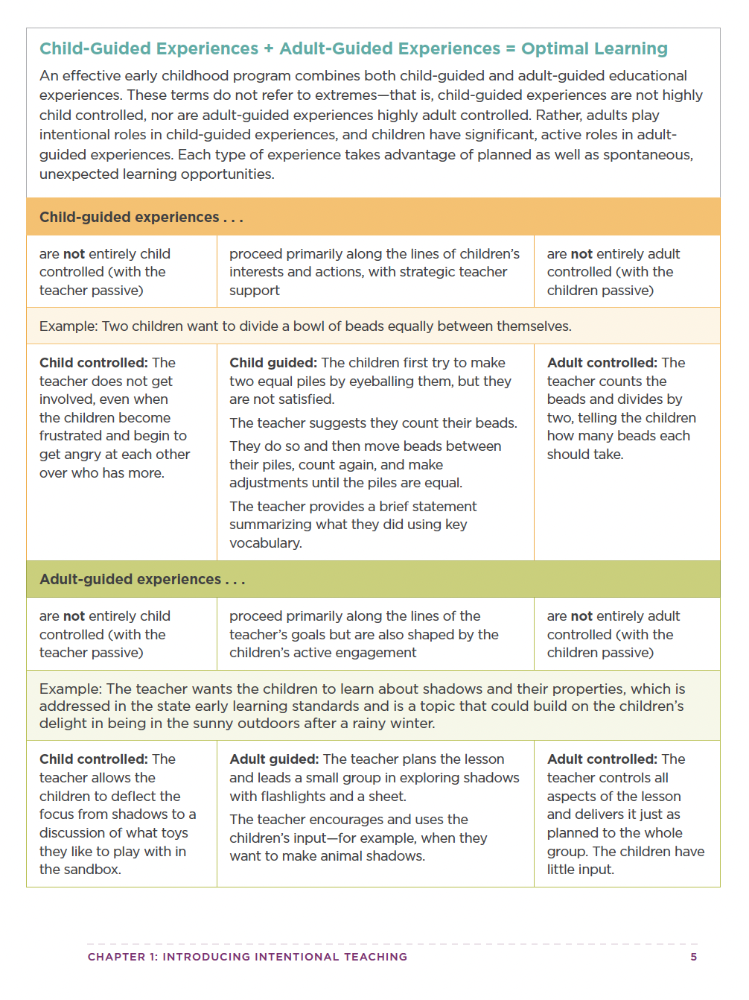 Child-Guided Experiences + Adult-Guided Experiences = Optimal Learning
An effective early childhood program combines both child-guided and adult-guided educational
experiences. These terms do not refer to extremes—that is, child-guided experiences are not highly
child controlled, nor are adult-guided experiences highly adult controlled. Rather, adults play
intentional roles in child-guided experiences, and children have significant, active roles in adult-
guided experiences. Each type of experience takes advantage of planned as well as spontaneous,
unexpected learning opportunities.
Child-guided experiences . . .
are not entirely child
controlled (with the
teacher passive)
proceed primarily along the lines of children’s
interests and actions, with strategic teacher
support
are not entirely adult
controlled (with the
children passive)
Example: Two children want to divide a bowl of beads equally between themselves.
Child controlled: The
teacher does not get
involved, even when
the children become
frustrated and begin to
get angry at each other
over who has more.
Child guided: The children first try to make
two equal piles by eyeballing them, but they
are not satisfied.
The teacher suggests they count their beads.
They do so and then move beads between
their piles, count again, and make
adjustments until the piles are equal.
The teacher provides a brief statement
summarizing what they did using key
vocabulary.
Adult controlled: The
teacher counts the
beads and divides by
two, telling the children
how many beads each
should take.
Adult-guided experiences . . .
are not entirely child
controlled (with the
teacher passive)
proceed primarily along the lines of the
teacher’s goals but are also shaped by the
children’s active engagement
are not entirely adult
controlled (with the
children passive)
Example: The teacher wants the children to learn about shadows and their properties, which is
addressed in the state early learning standards and is a topic that could build on the children’s
delight in being in the sunny outdoors after a rainy winter.
Child controlled: The
teacher allows the
children to deflect the
focus from shadows to a
discussion of what toys
they like to play with in
the sandbox.
Adult guided: The teacher plans the lesson
and leads a small group in exploring shadows
with flashlights and a sheet.
The teacher encourages and uses the
children’s input—for example, when they
want to make animal shadows.
Adult controlled: The
teacher controls all
aspects of the lesson
and delivers it just as
planned to the whole
group. The children have
little input.
CHAPTER 1: INTRODUCING INTENTIONAL TEACHING 5